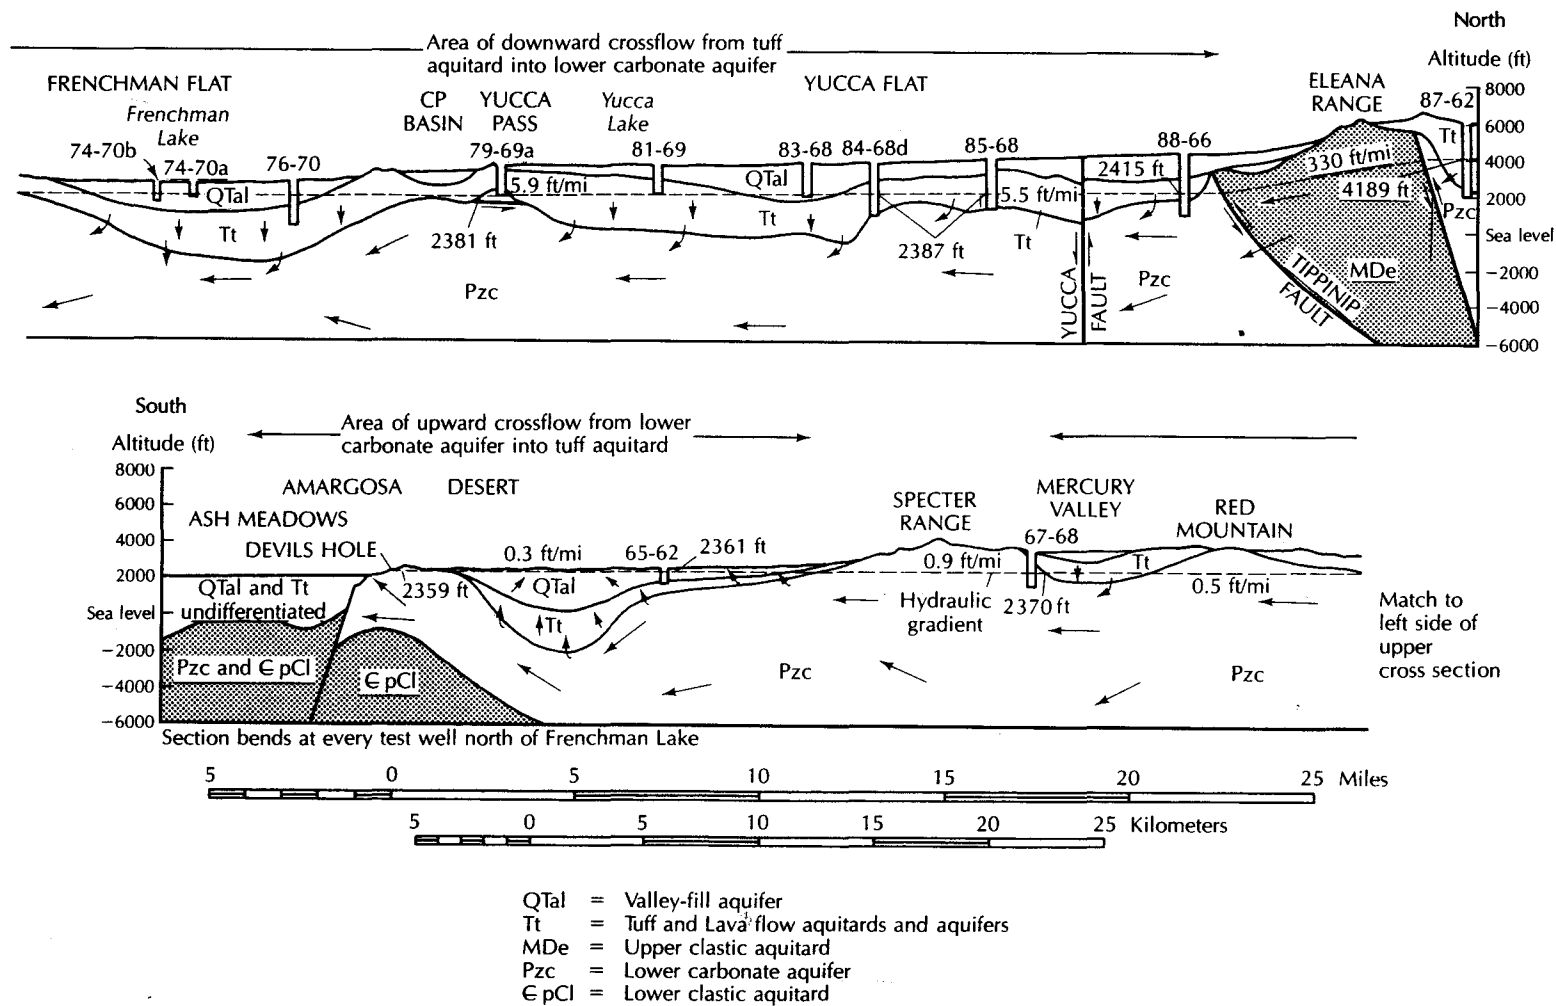 North
Altitude (ft)
Area of downward crossflow from tuff
aquitard into lower carbonate aquifer
FRENCHMAN FLAT
Frenchman
Lake
CP
BASIN
YUCCA
PASS
Yucca
Lake
YUCCA FLAT
ELEANA
RANGE
87-62
74-70b
74-70a
76-70
79-69a
81-69
83-68
84-68d
85-68
88-66
8000
6000
4000
2000
Sea level
−2000
−4000
−6000
QTal
Tt
5.9 ft/mi
2381 ft
QTal
Tt
2387 ft
5.5 ft/mi
Tt
2415 ft
330 ft/mi
4189 ft
Tt
Pzc
Pzc
Pzc
MDe
YUCCA
FAULT
TIPPINIP
FAULT
South
Altitude (ft)
Area of upward crossflow from lower
carbonate aquifer into tuff aquitard
8000
6000
4000
2000
Sea level
−2000
−4000
−6000
AMARGOSA DESERT
ASH MEADOWS
DEVILS HOLE
SPECTER
RANGE
MERCURY
VALLEY
RED
MOUNTAIN
0.3 ft/mi
65-62
2361 ft
67-68
0.9 ft/mi
Tt
0.5 ft/mi
2359 ft
QTal
Tt
Hydraulic
gradient
2370 ft
QTal and Tt
undifferentiated
Pzc and ЄpCl
ЄpCl
Pzc
Pzc
Match to
left side of
upper
cross section
Section bends at every test well north of Frenchman Lake
5 0 5 10 15 20 25 Miles
5 0 5 10 15 20 25 Kilometers
QTal = Valley-fill aquifer
Tt = Tuff and Lava flow aquitards and aquifers
MDe = Upper clastic aquitard
Pzc = Lower carbonate aquifer
ЄpCl = Lower clastic aquitard